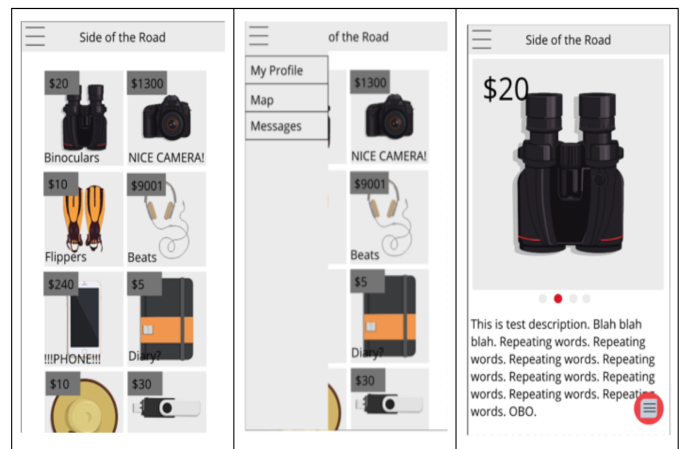 Side of the Road
$20
$1300
Binoculars
NICE CAMERA!
$10
$9001
Flippers
Beats
$240
$5
!!!PHONE!!!
Diary?
$10
$30
of the Road
My Profile
Map
Messages
$1300
NICE CAMERA!
$9001
Beats
$5
Diary?
$30
Side of the Road
$20
This is test description. Blah blah
blah. Repeating words. Repeating
words. Repeating words. Repeating
words. Repeating words. Repeating
words. Repeating words. Repeating
words. OBO.